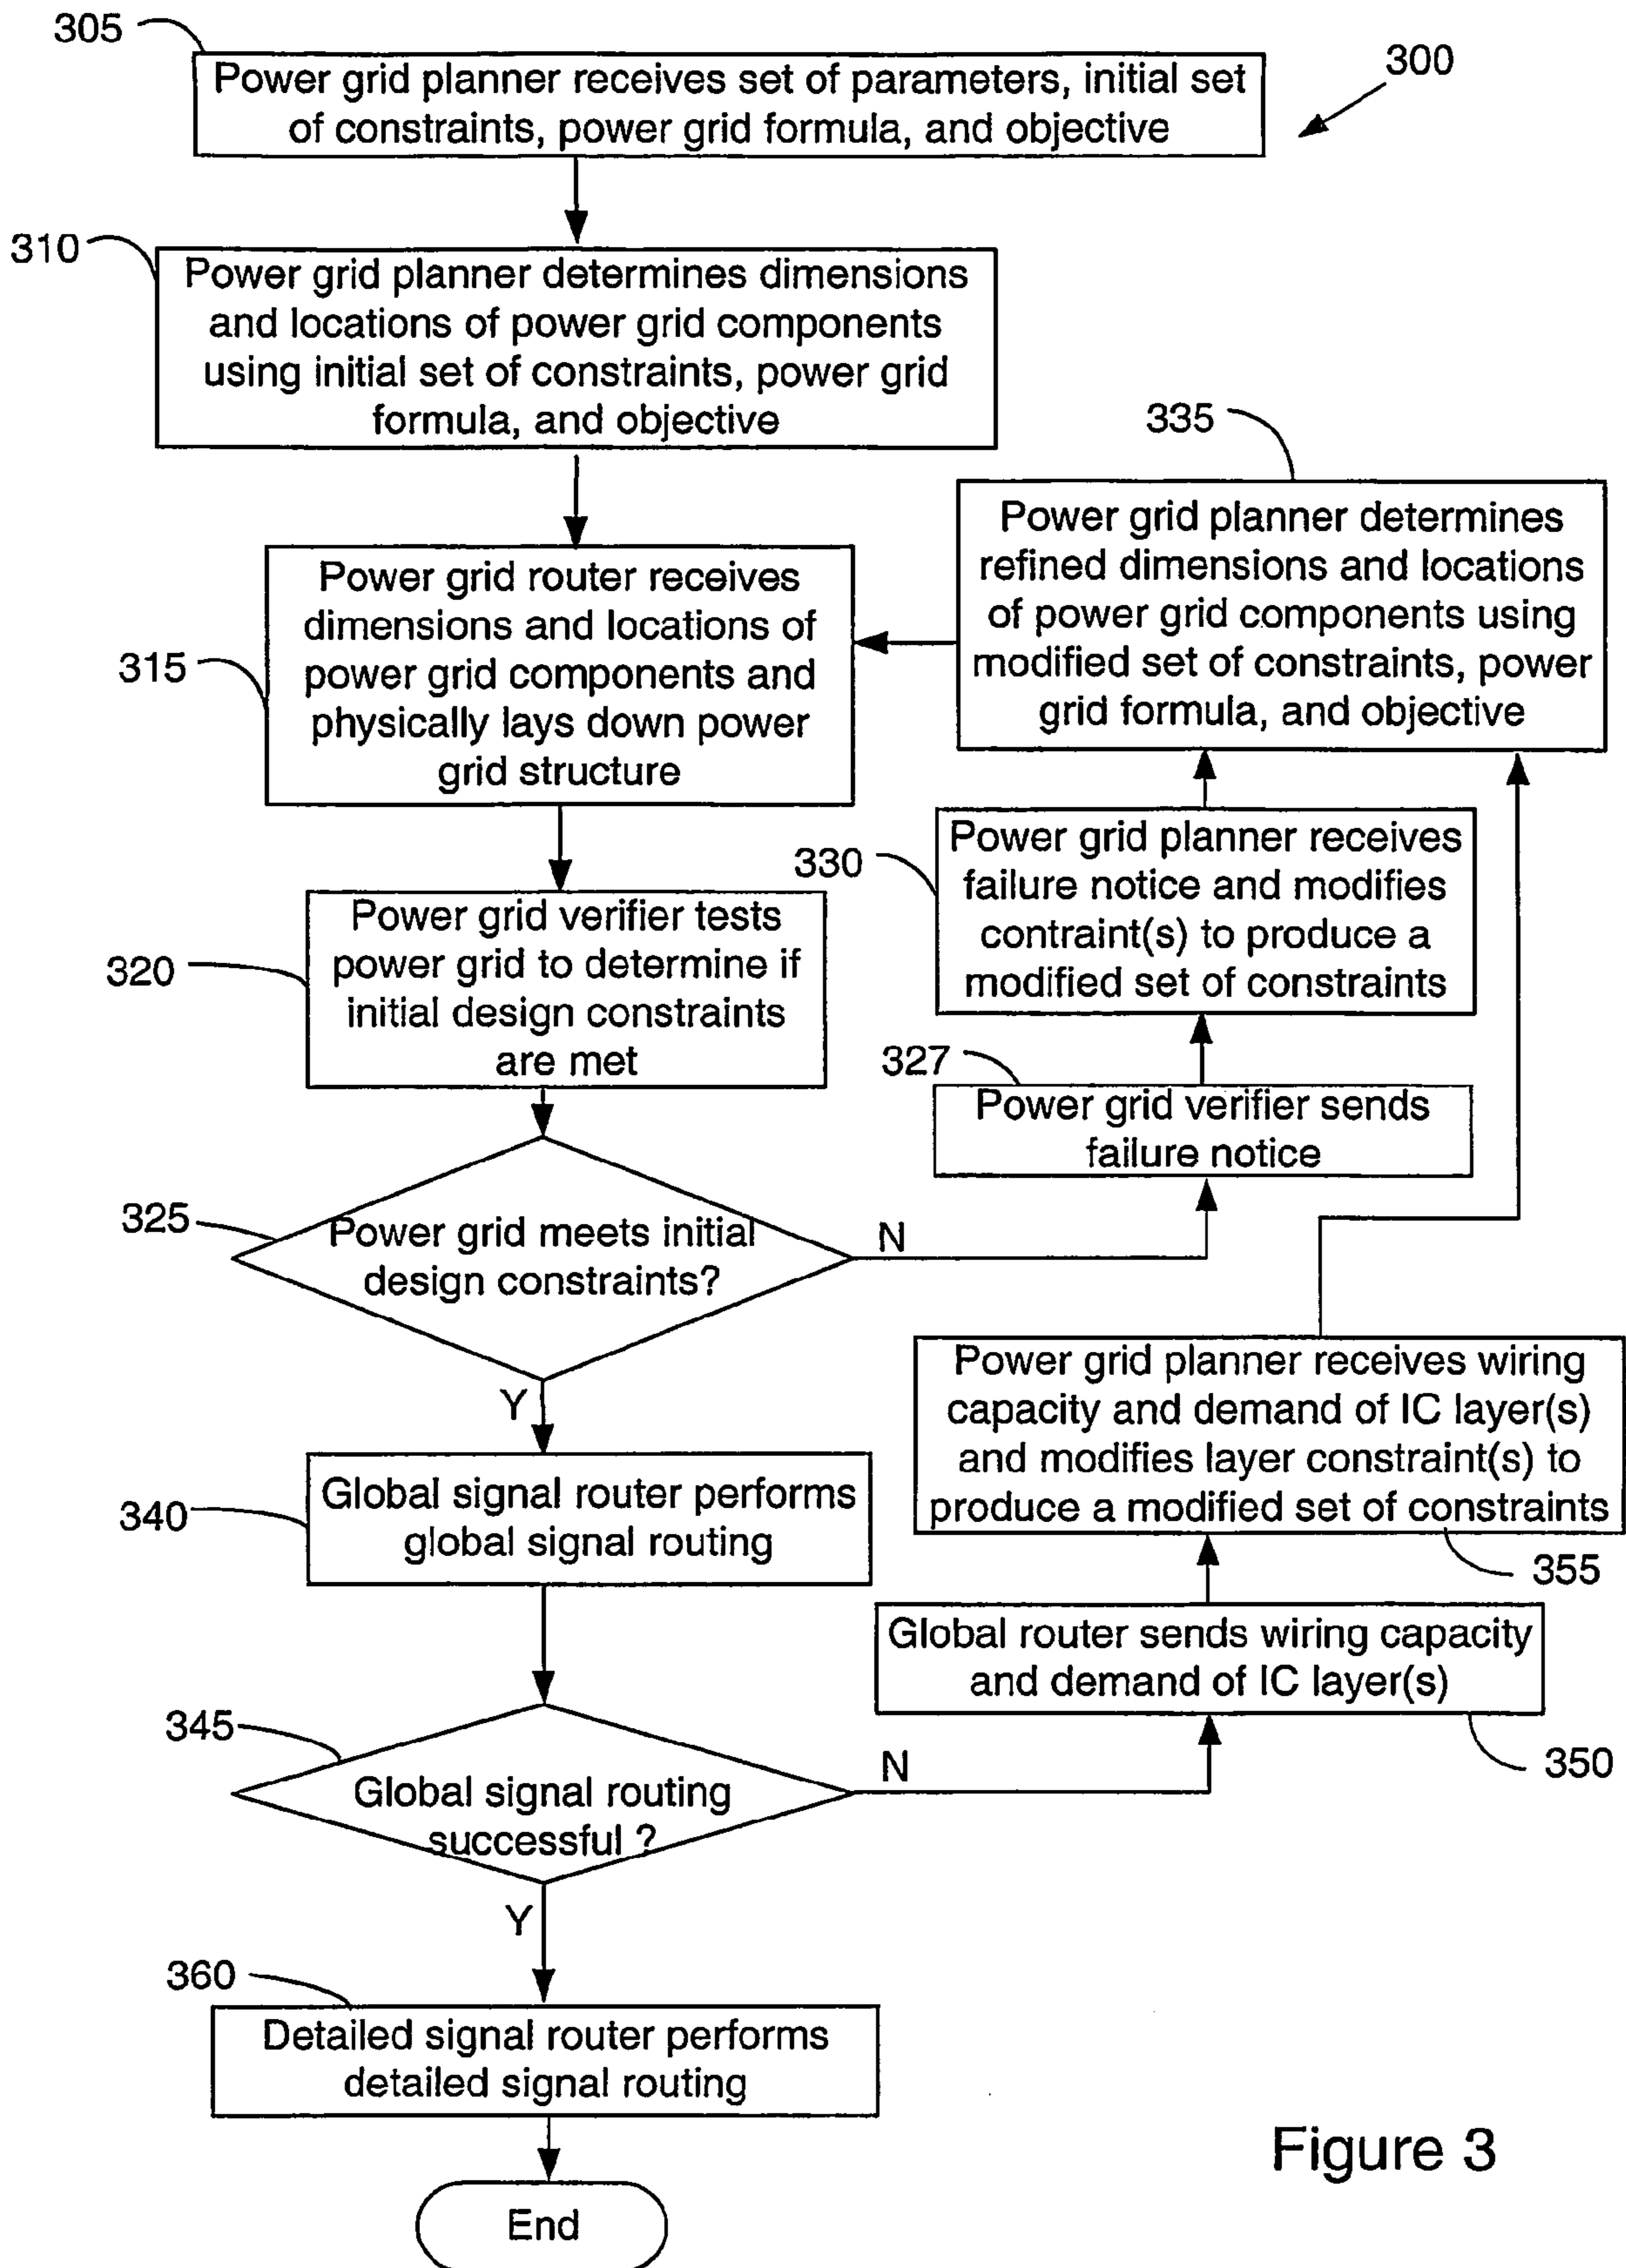 305
Power grid planner receives set of parameters, initial set
of constraints, power grid formula, and objective
300
310
Power grid planner determines dimensions
and locations of power grid components
using initial set of constraints, power grid
formula, and objective
335
Power grid planner determines
refined dimensions and locations
of power grid components using
modified set of constraints, power
grid formula, and objective
315
Power grid router receives
dimensions and locations of
power grid components and
physically lays down power
grid structure
330
Power grid planner receives
failure notice and modifies
contraint(s) to produce a
modified set of constraints
320
Power grid verifier tests
power grid to determine if
initial design constraints
are met
327
Power grid verifier sends
failure notice
325
Power grid meets initial
design constraints?
N
Y
Power grid planner receives wiring
capacity and demand of IC layer(s)
and modifies layer constraint(s) to
produce a modified set of constraints
355
340
Global signal router performs
global signal routing
Global router sends wiring capacity
and demand of IC layer(s)
350
345
Global signal routing
successful ?
N
Y
360
Detailed signal router performs
detailed signal routing
End
Figure 3